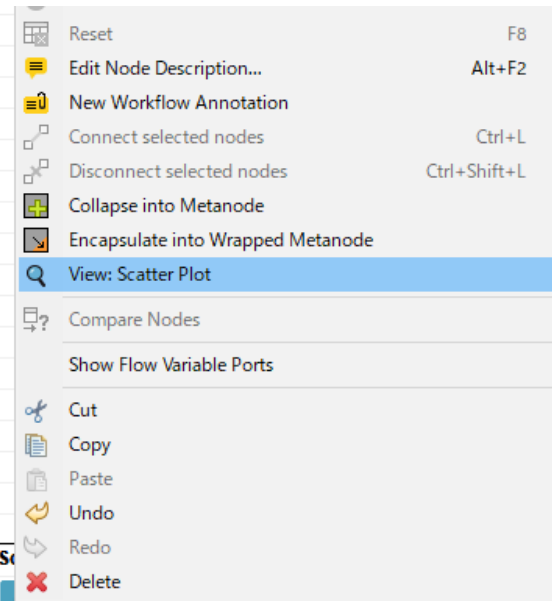 Reset F8
Edit Node Description... Alt+F2
New Workflow Annotation
Connect selected nodes Ctrl+L
Disconnect selected nodes Ctrl+Shift+L
Collapse into Metanode
Encapsulate into Wrapped Metanode
View: Scatter Plot
Compare Nodes
Show Flow Variable Ports
Cut
Copy
Paste
Undo
Redo
Delete